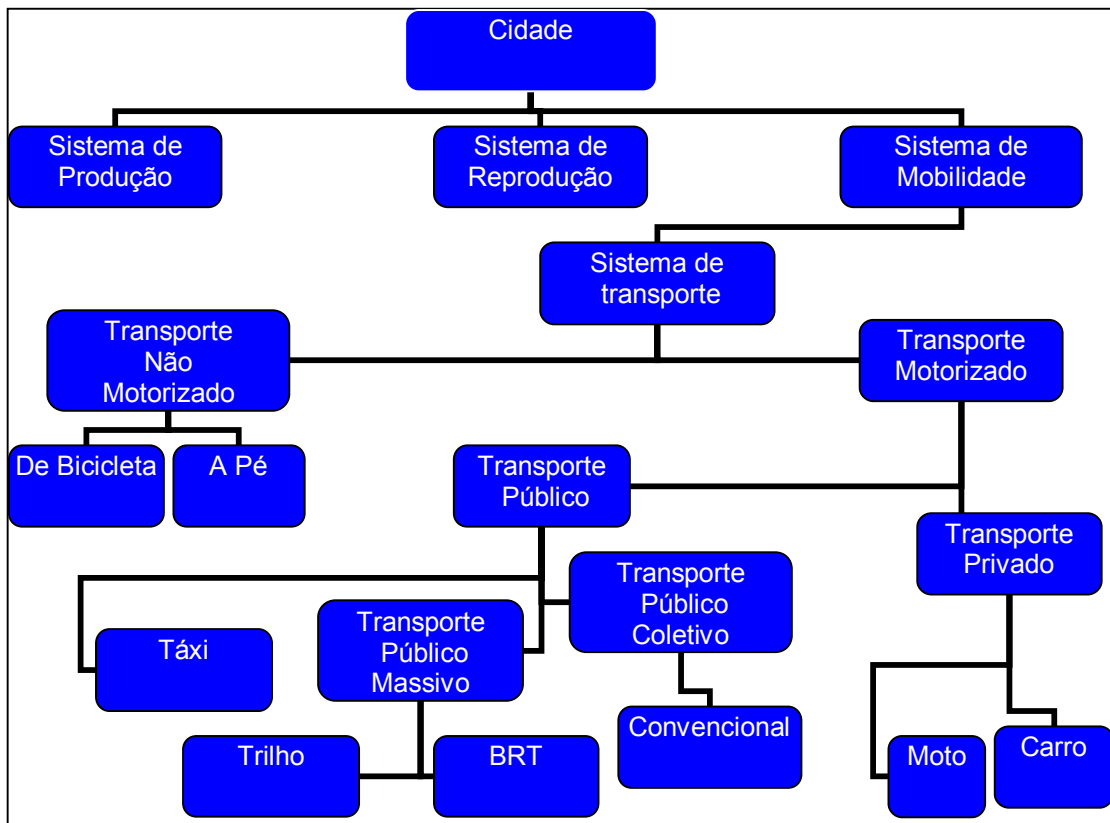 Cidade
Sistema de
Produção
Sistema de
Reprodução
Sistema de
Mobilidade
Sistema de
transporte
Transporte
Não
Motorizado
Transporte
Motorizado
De Bicicleta
A Pé
Transporte
Público
Transporte
Privado
Transporte
Público
Coletivo
Transporte
Público
Massivo
Táxi
Convencional
Trilho
BRT
Moto
Carro